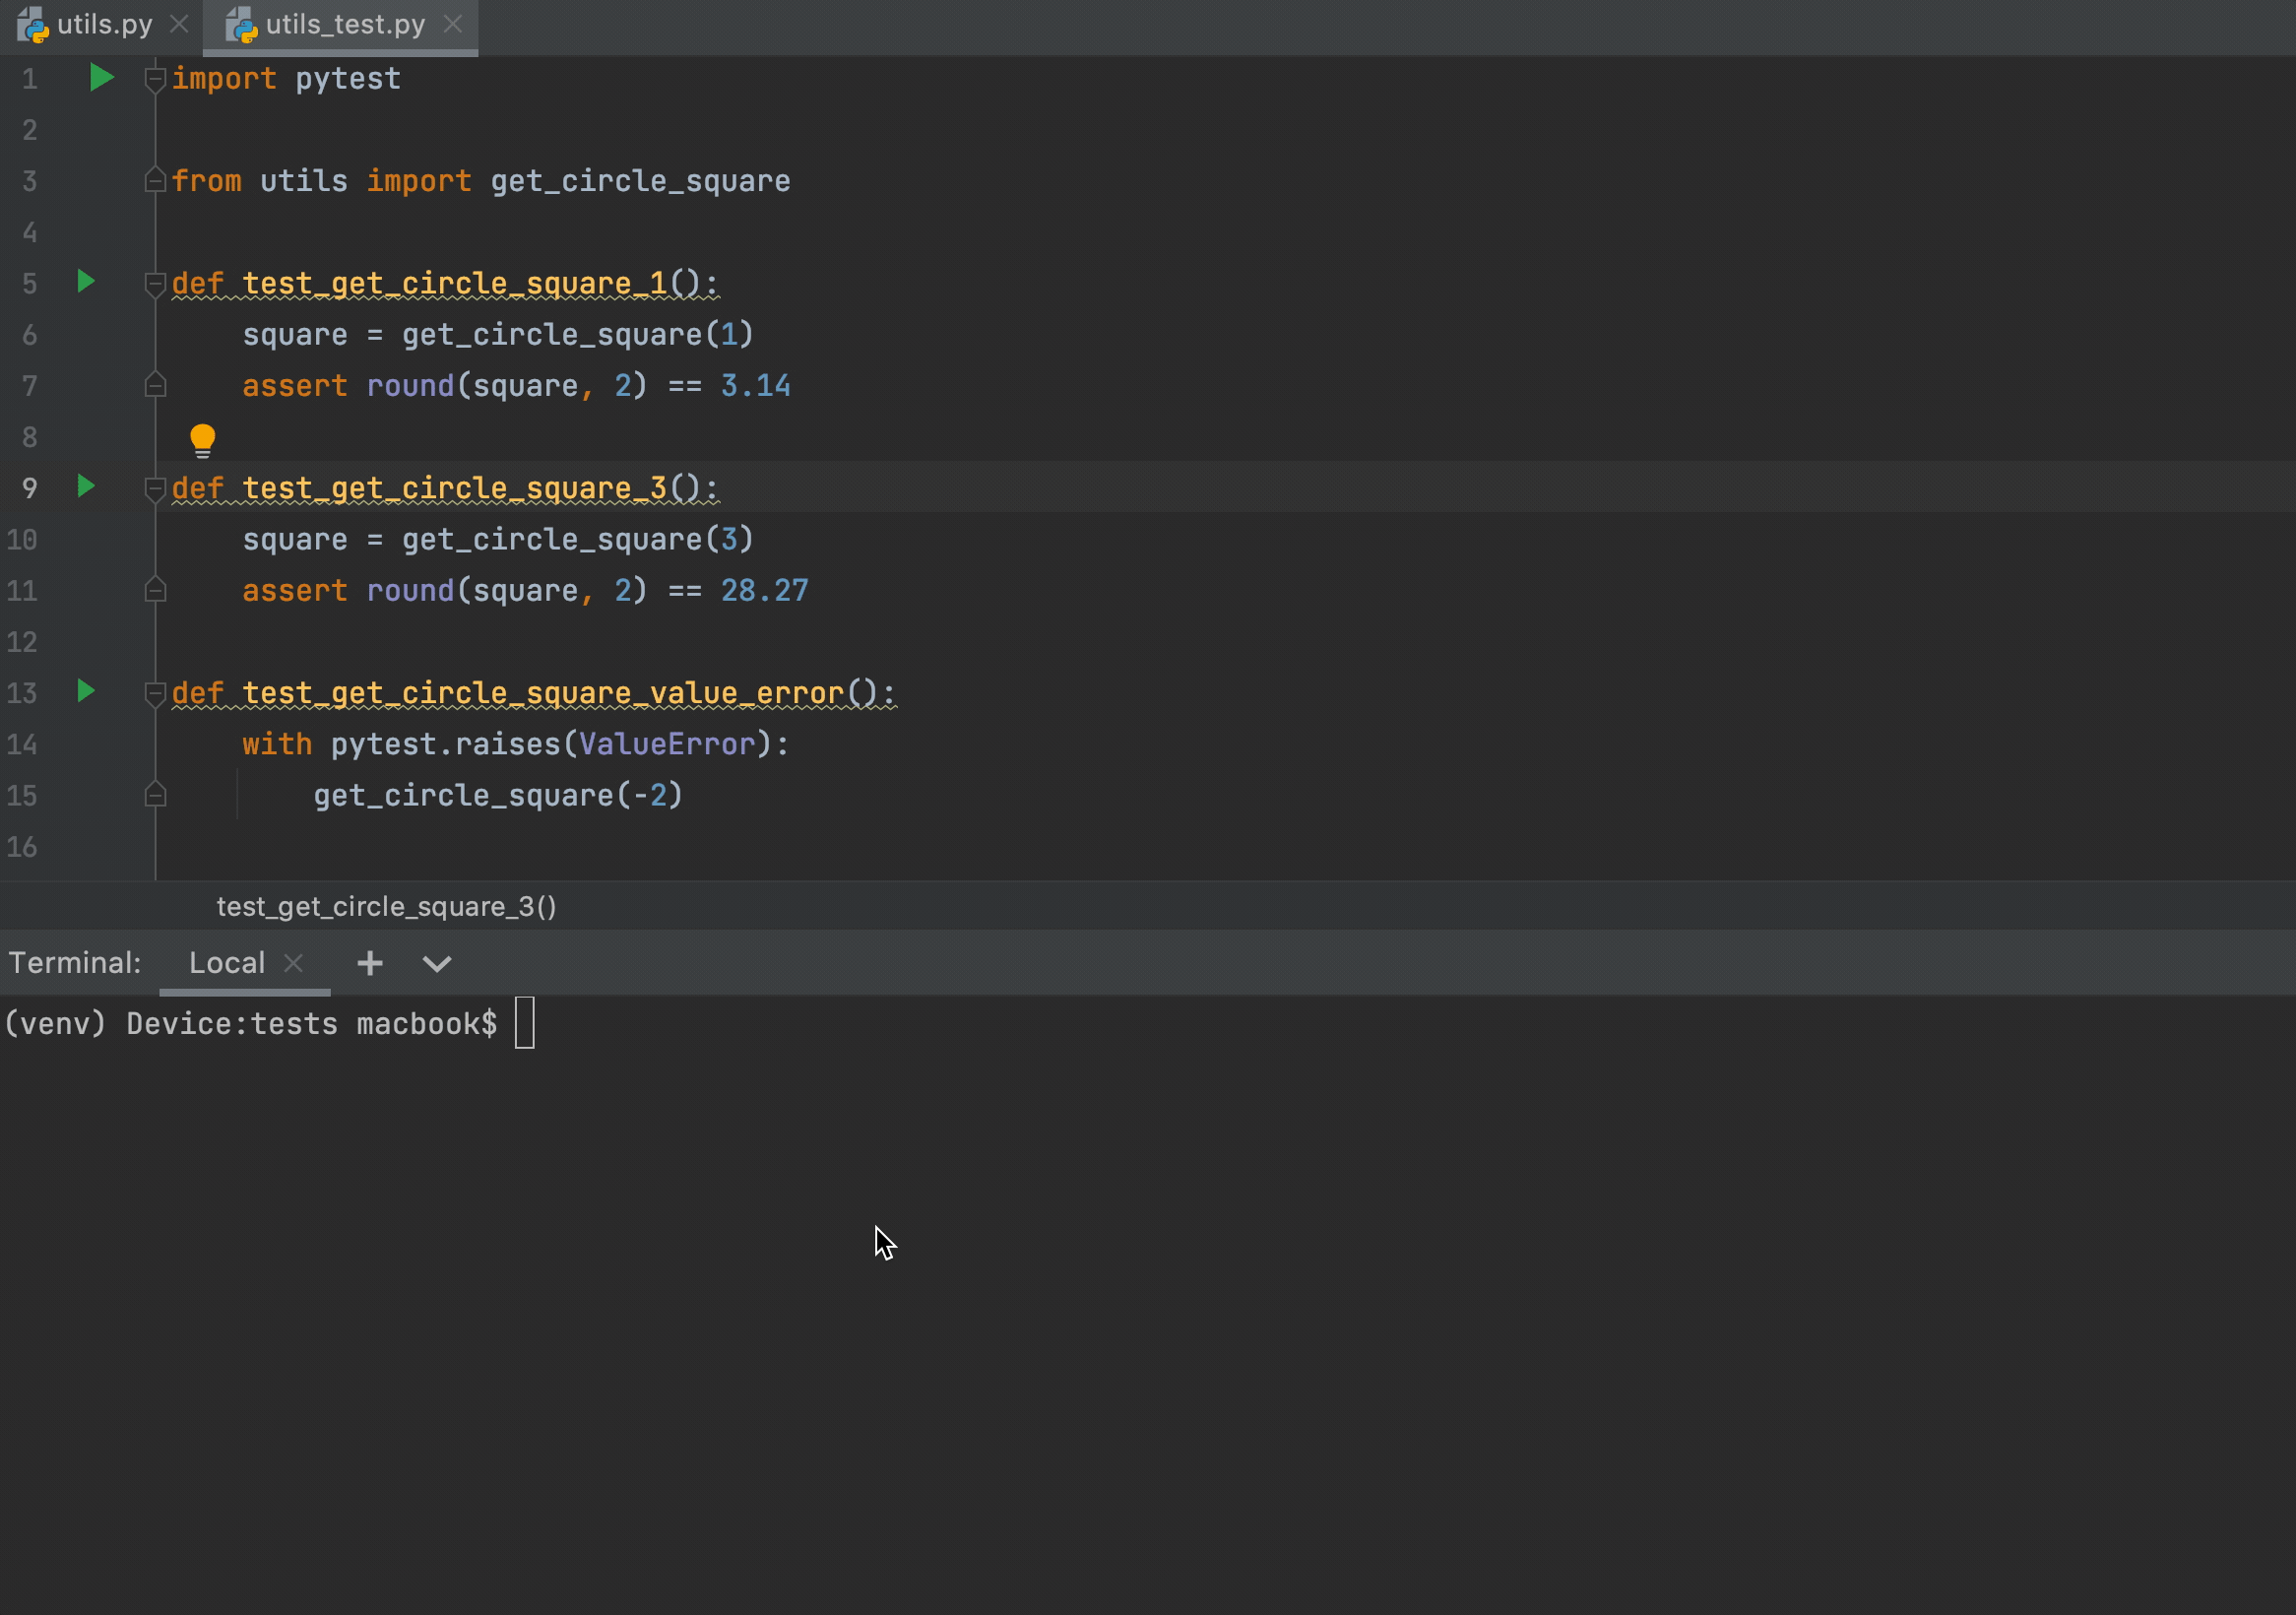 utils.py utils_test.py
1 import pytest
2
3 from utils import get_circle_square
4
5 def test_get_circle_square_1():
6     square = get_circle_square(1)
7     assert round(square, 2) == 3.14
8
9 def test_get_circle_square_3():
10     square = get_circle_square(3)
11     assert round(square, 2) == 28.27
12
13 def test_get_circle_square_value_error():
14     with pytest.raises(ValueError):
15         get_circle_square(-2)
16
test_get_circle_square_3()
Terminal: Local
(venv) Device:tests macbook$